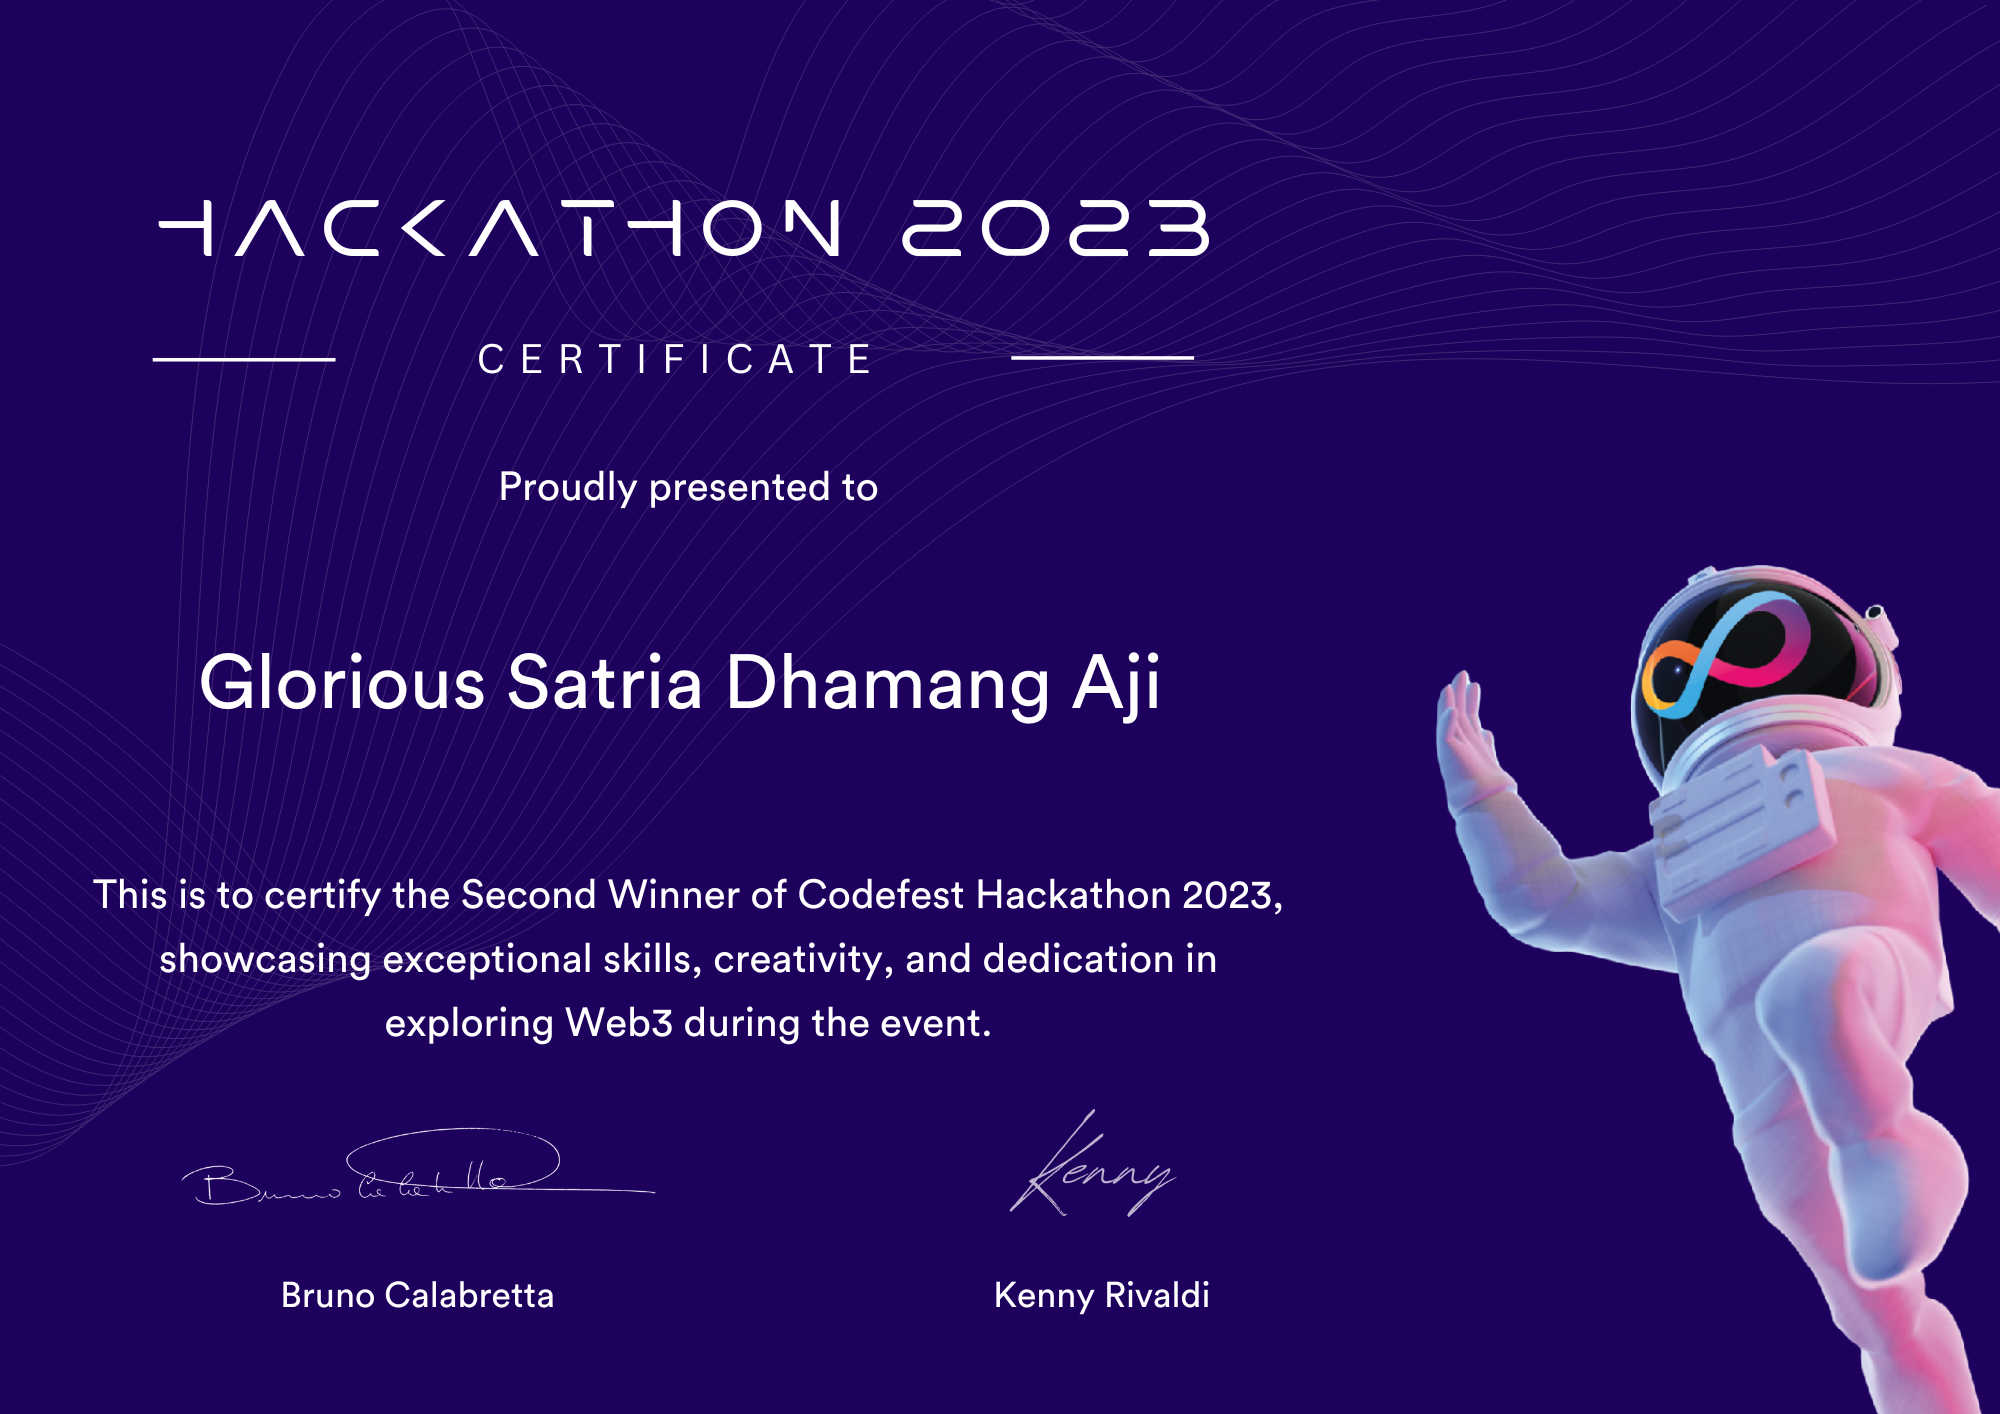 HACKATHON 2023
CERTIFICATE
Proudly presented to
Glorious Satria Dhamang Aji
This is to certify the Second Winner of Codefest Hackathon 2023,
showcasing exceptional skills, creativity, and dedication in
exploring Web3 during the event.
Bruno Calabretta
Kenny
Bruno Calabretta
Kenny Rivaldi